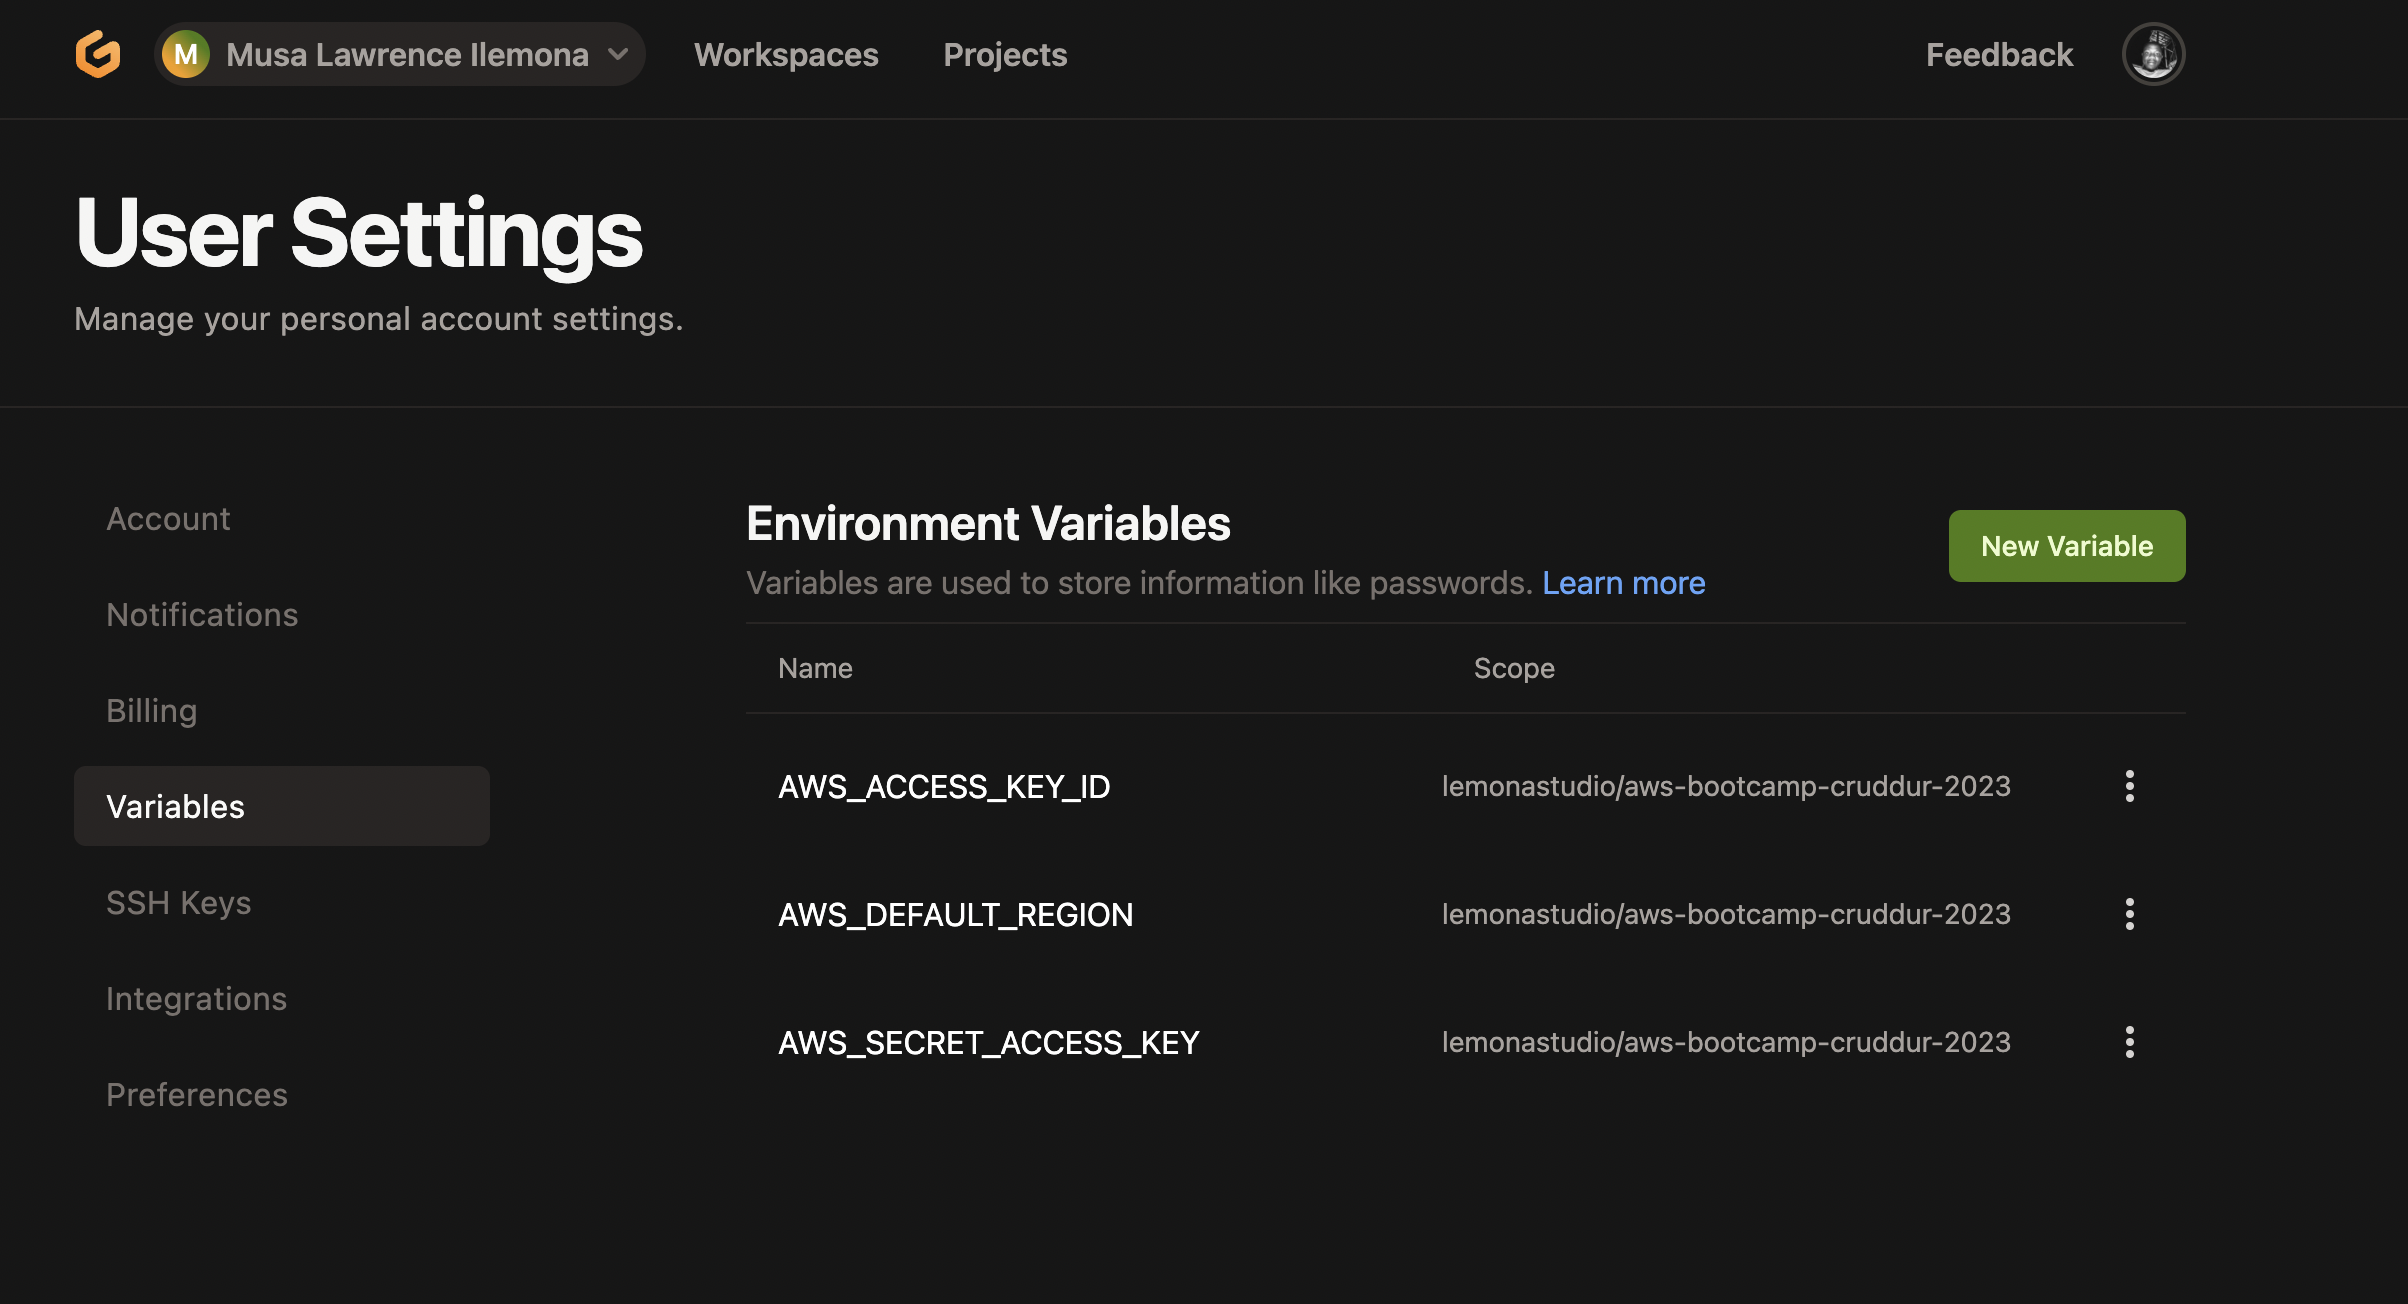 M Musa Lawrence Ilemona Workspaces Projects Feedback
User Settings
Manage your personal account settings.
Account
Notifications
Billing
Variables
SSH Keys
Integrations
Preferences
Environment Variables
Variables are used to store information like passwords. Learn more
New Variable
Name Scope
AWS_ACCESS_KEY_ID lemonastudio/aws-bootcamp-cruddur-2023
AWS_DEFAULT_REGION lemonastudio/aws-bootcamp-cruddur-2023
AWS_SECRET_ACCESS_KEY lemonastudio/aws-bootcamp-cruddur-2023